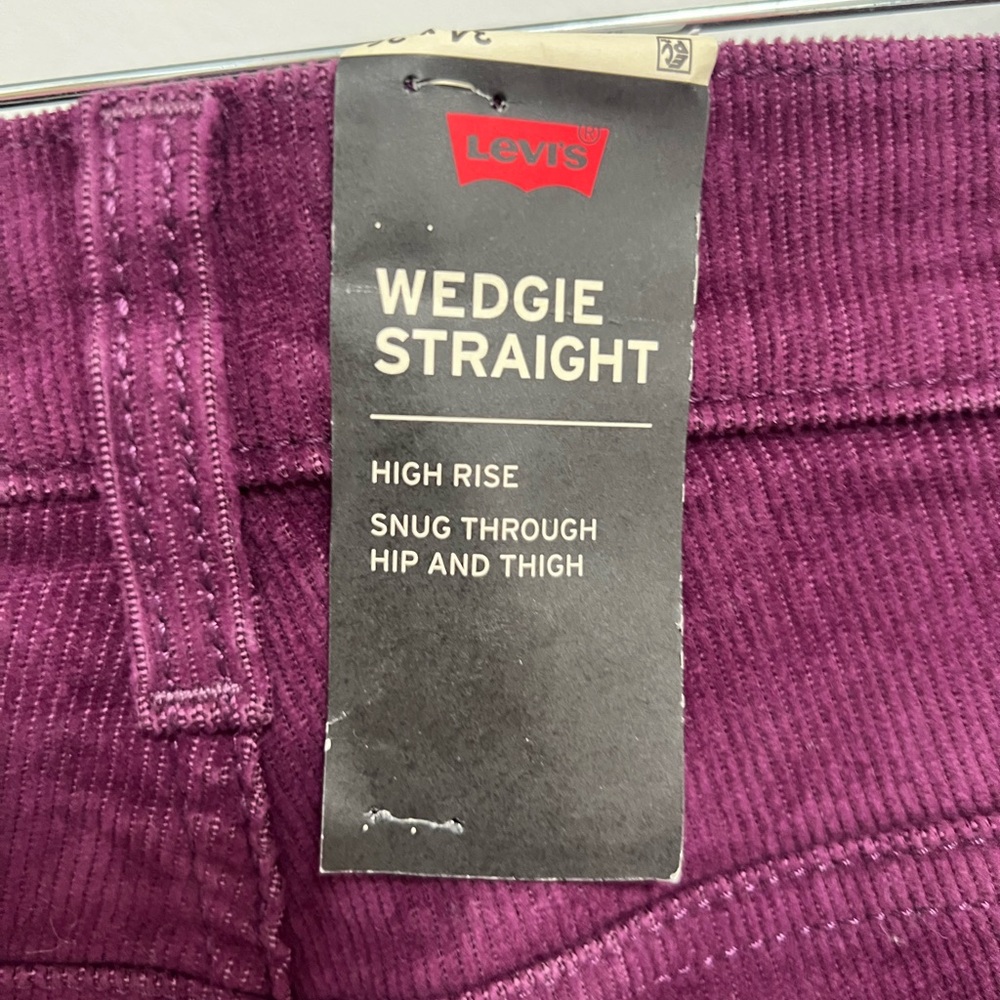 Levi's®
WEDGIE
STRAIGHT
HIGH RISE
SNUG THROUGH
HIP AND THIGH